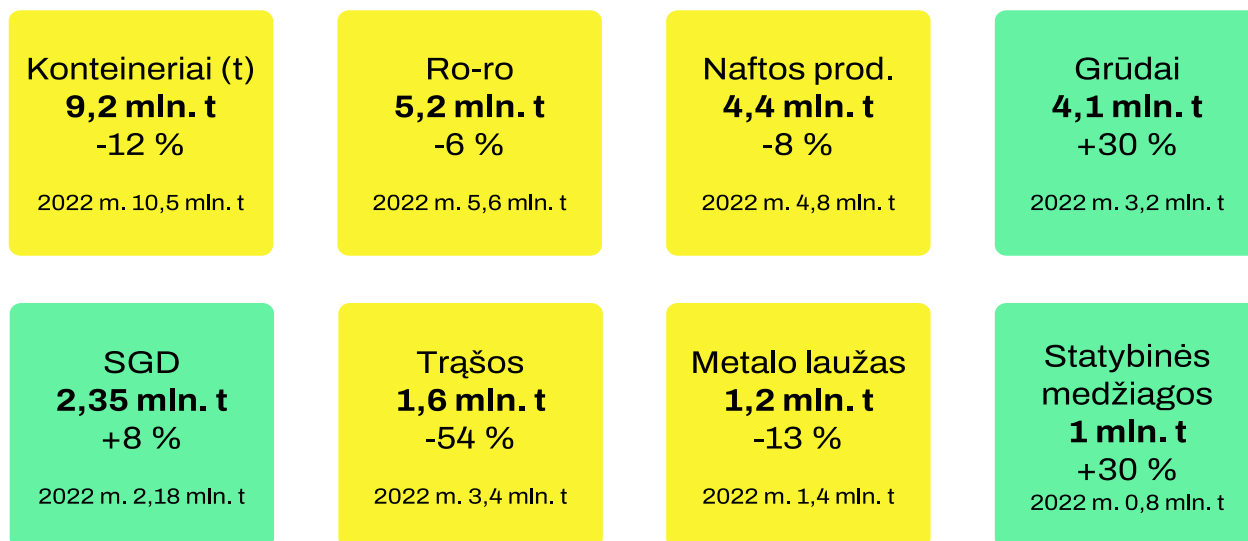 Konteineriai (t)
9,2 mln. t
-12 %
2022 m. 10,5 mln. t
Ro-ro
5,2 mln. t
-6 %
2022 m. 5,6 mln. t
Naftos prod.
4,4 mln. t
-8 %
2022 m. 4,8 mln. t
Grūdai
4,1 mln. t
+30 %
2022 m. 3,2 mln. t
SGD
2,35 mln. t
+8 %
2022 m. 2,18 mln. t
Trąšos
1,6 mln. t
-54 %
2022 m. 3,4 mln. t
Metalo laužas
1,2 mln. t
-13 %
2022 m. 1,4 mln. t
Statybinės
medžiagos
1 mln. t
+30 %
2022 m. 0,8 mln. t